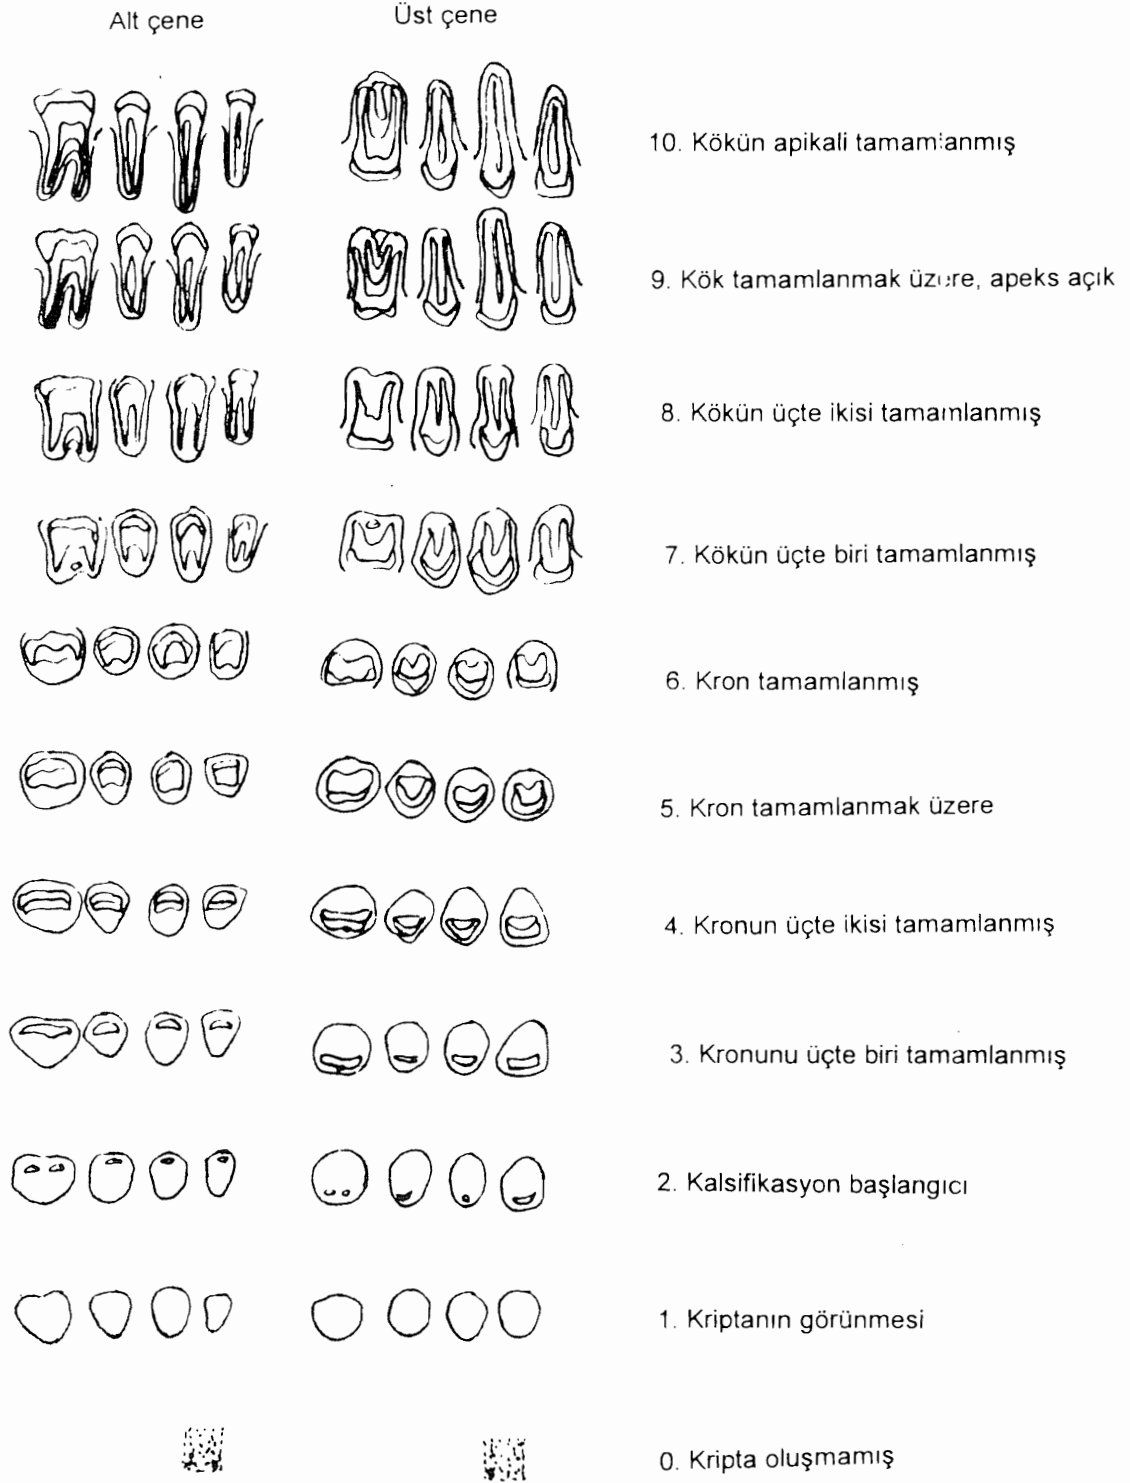 Alt çene
Üst çene
10. Kökün apikali tamamlanmış
9. Kök tamamlanmak üzere, apeks açık
8. Kökün üçte ikisi tamamlanmış
7. Kökün üçte biri tamamlanmış
6. Kron tamamlanmış
5. Kron tamamlanmak üzere
4. Kronun üçte ikisi tamamlanmış
3. Kronunu üçte biri tamamlanmış
2. Kalsifikasyon başlangıcı
1. Kriptanın görünmesi
0. Kripta oluşmamış